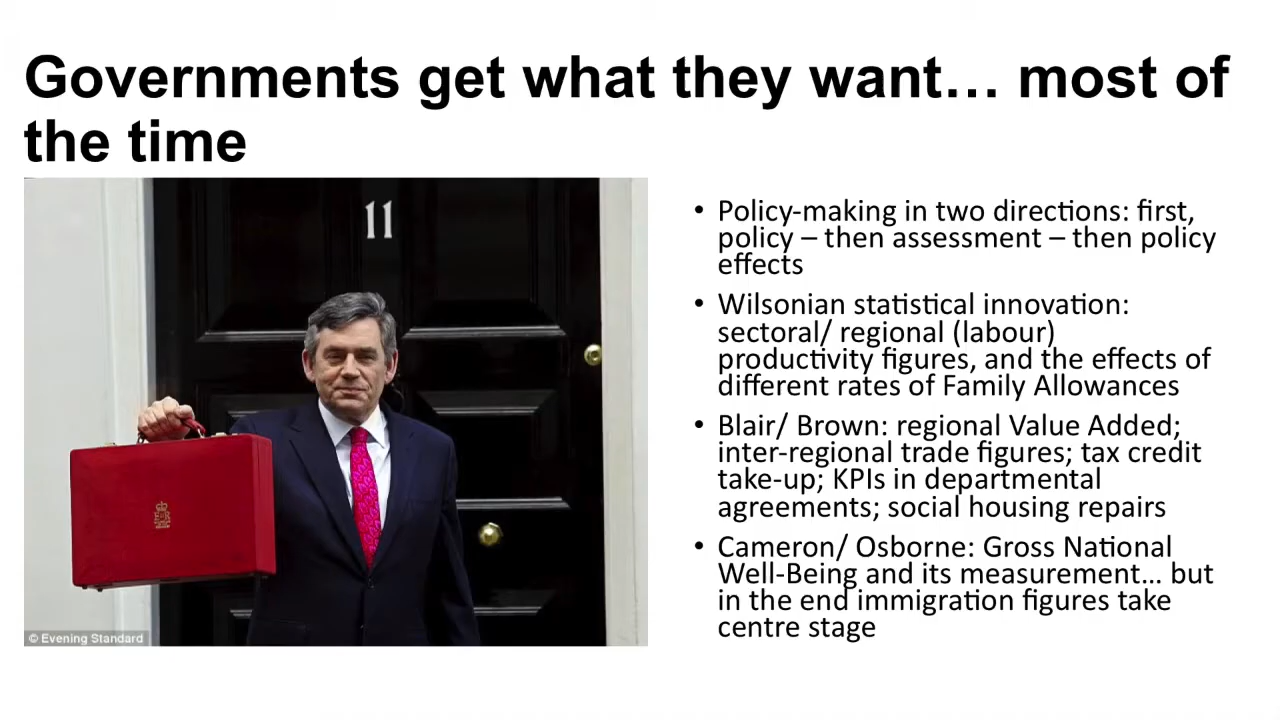 Governments get what they want… most of
the time
11
E R
© Evening Standard
• Policy-making in two directions: first,
policy – then assessment – then policy
effects
• Wilsonian statistical innovation:
sectoral/ regional (labour)
productivity figures, and the effects of
different rates of Family Allowances
• Blair/ Brown: regional Value Added;
inter-regional trade figures; tax credit
take-up; KPIs in departmental
agreements; social housing repairs
• Cameron/ Osborne: Gross National
Well-Being and its measurement… but
in the end immigration figures take
centre stage